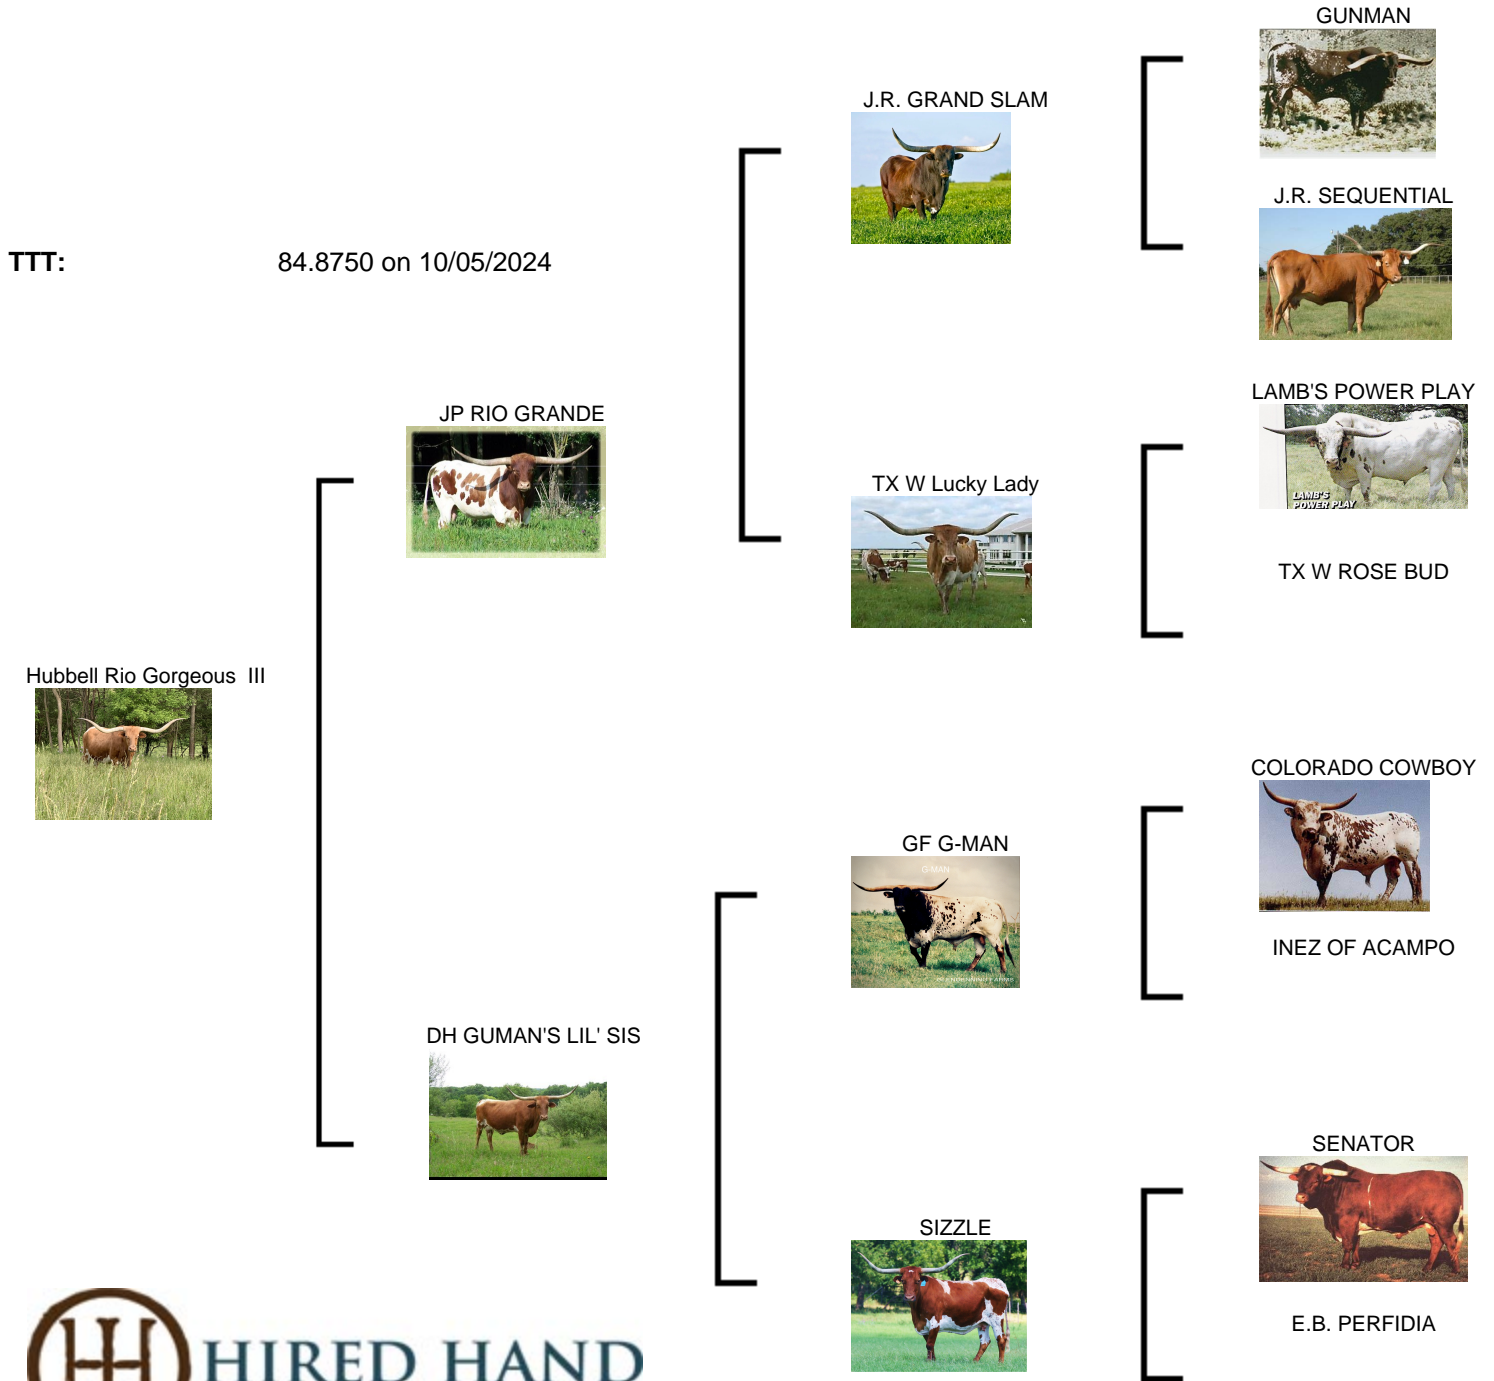 GUNMAN
J.R. GRAND SLAM
J.R. SEQUENTIAL
TTT: 84.8750 on 10/05/2024
LAMB'S POWER PLAY
JP RIO GRANDE
TX W Lucky Lady
LAMB'S
POWER PLAY
TX W ROSE BUD
Hubbell Rio Gorgeous III
COLORADO COWBOY
GF G-MAN
G-MAN
INEZ OF ACAMPO
DH GUMAN'S LIL' SIS
SENATOR
SIZZLE
E.B. PERFIDIA
HIRED HAND